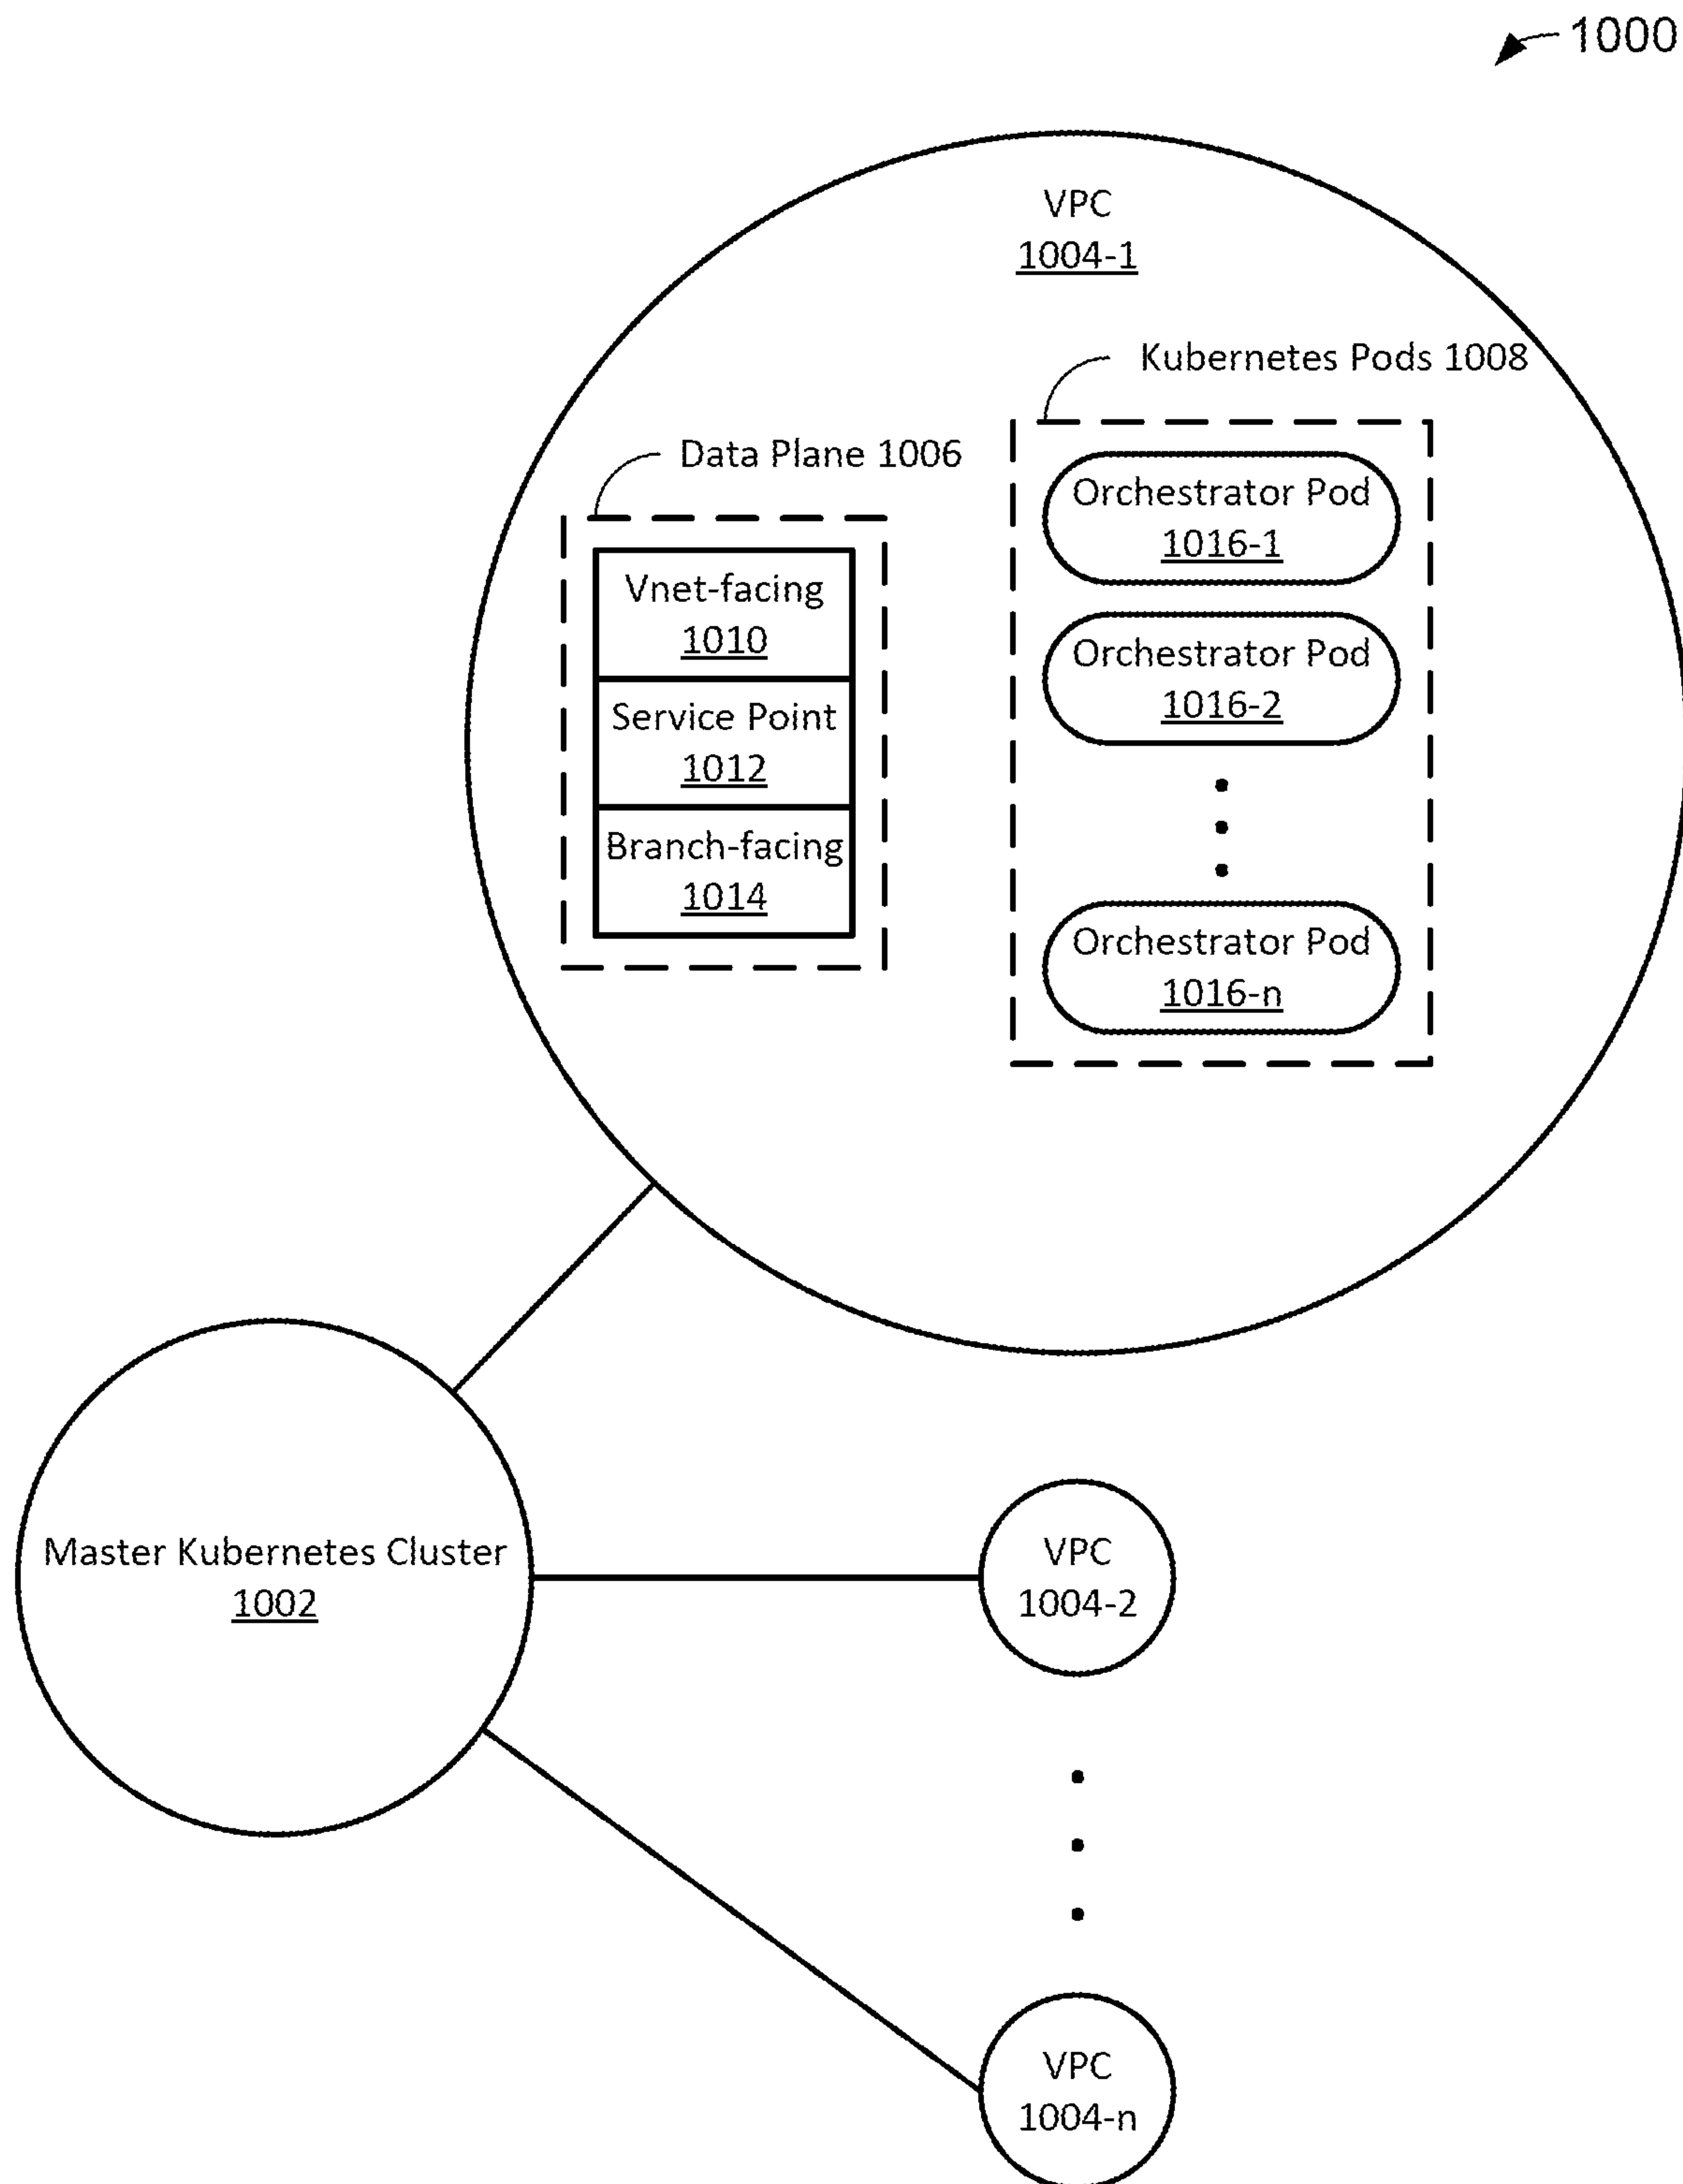 1000
VPC
1004-1
Kubernetes Pods 1008
Data Plane 1006
Vnet-facing
1010
Service Point
1012
Branch-facing
1014
Orchestrator Pod
1016-1
Orchestrator Pod
1016-2
Orchestrator Pod
1016-n
Master Kubernetes Cluster
1002
VPC
1004-2
VPC
1004-n